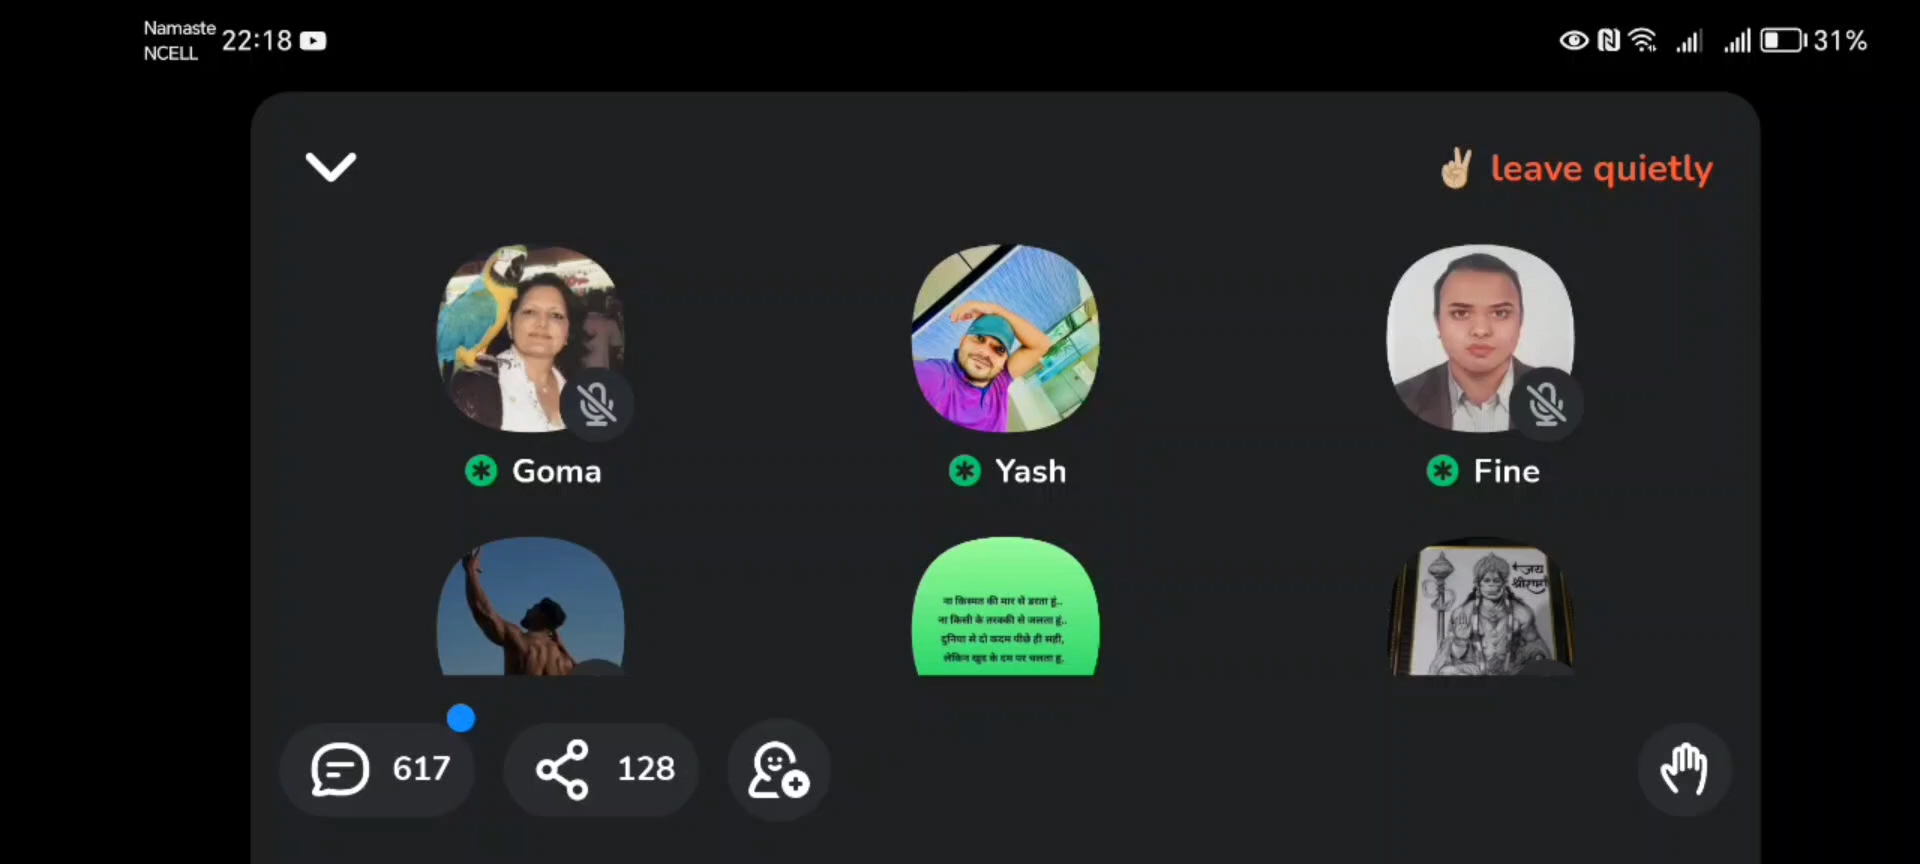 Namaste
NCELL
22:18
31%
leave quietly
Goma
Yash
Fine
ना किस्मत की मार से डरता हूं..
ना किसी के तरक्की से जलता हूं..
दुनिया से दो कदम पीछे ही सही,
लेकिन खुद के दम पर चलता हू.
जय
श्रीराम
617
128